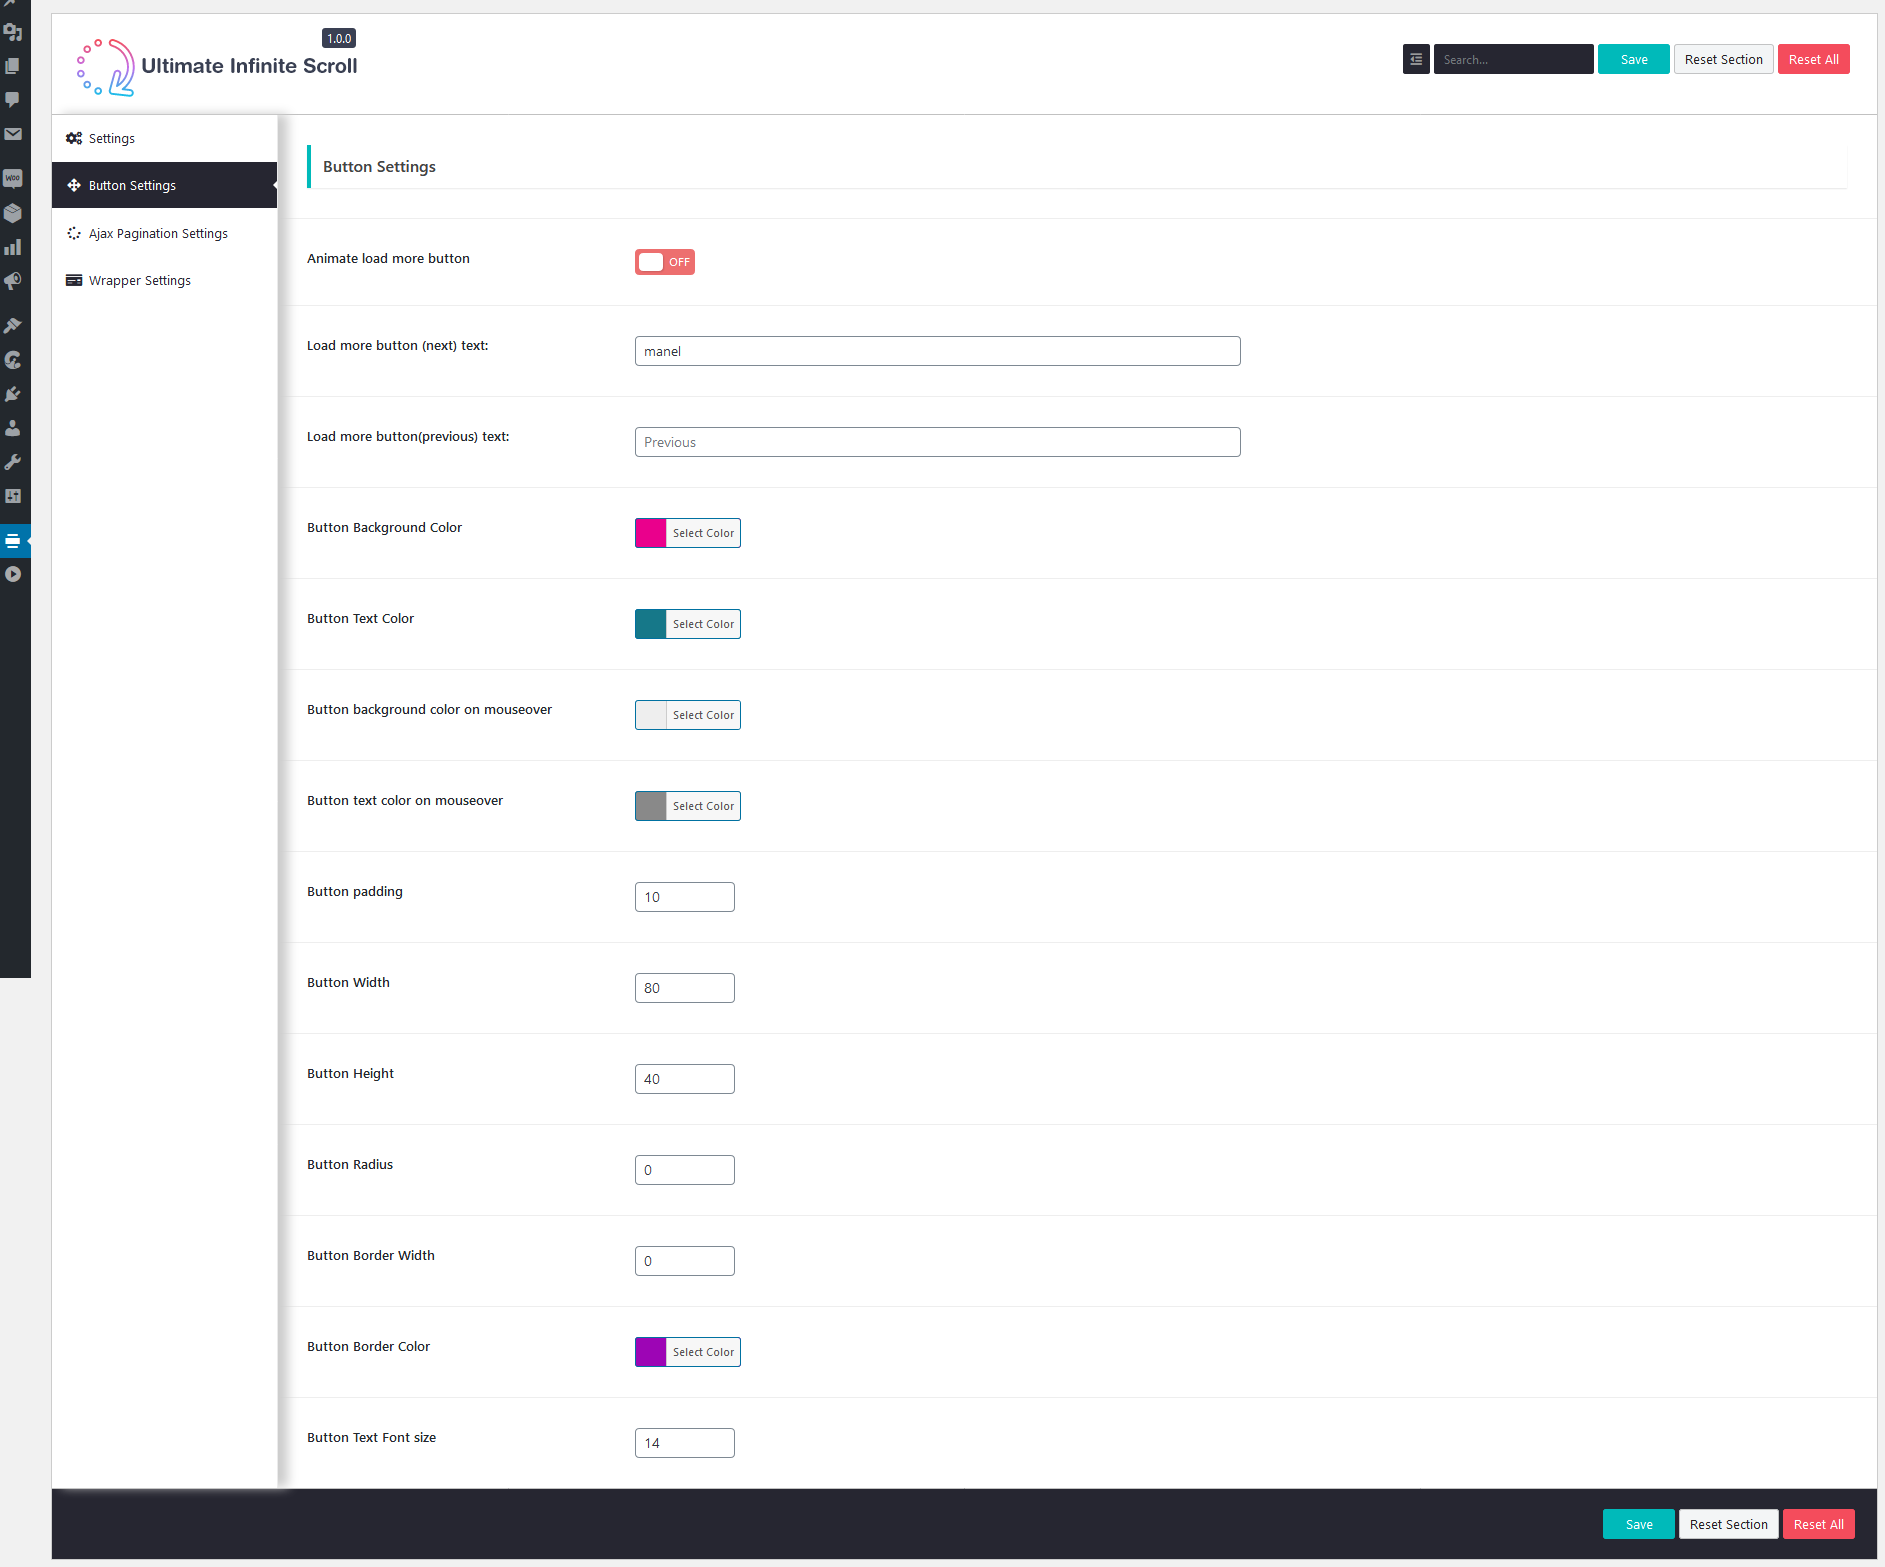 1.0.0
Ultimate Infinite Scroll
Search...
Save
Reset Section
Reset All
Settings
Button Settings
Ajax Pagination Settings
Wrapper Settings
Woo
Button Settings
Animate load more button
OFF
Load more button (next) text:
manel
Load more button(previous) text:
Previous
Button Background Color
Select Color
Button Text Color
Select Color
Button background color on mouseover
Select Color
Button text color on mouseover
Select Color
Button padding
10
Button Width
80
Button Height
40
Button Radius
0
Button Border Width
0
Button Border Color
Select Color
Button Text Font size
14
Save
Reset Section
Reset All